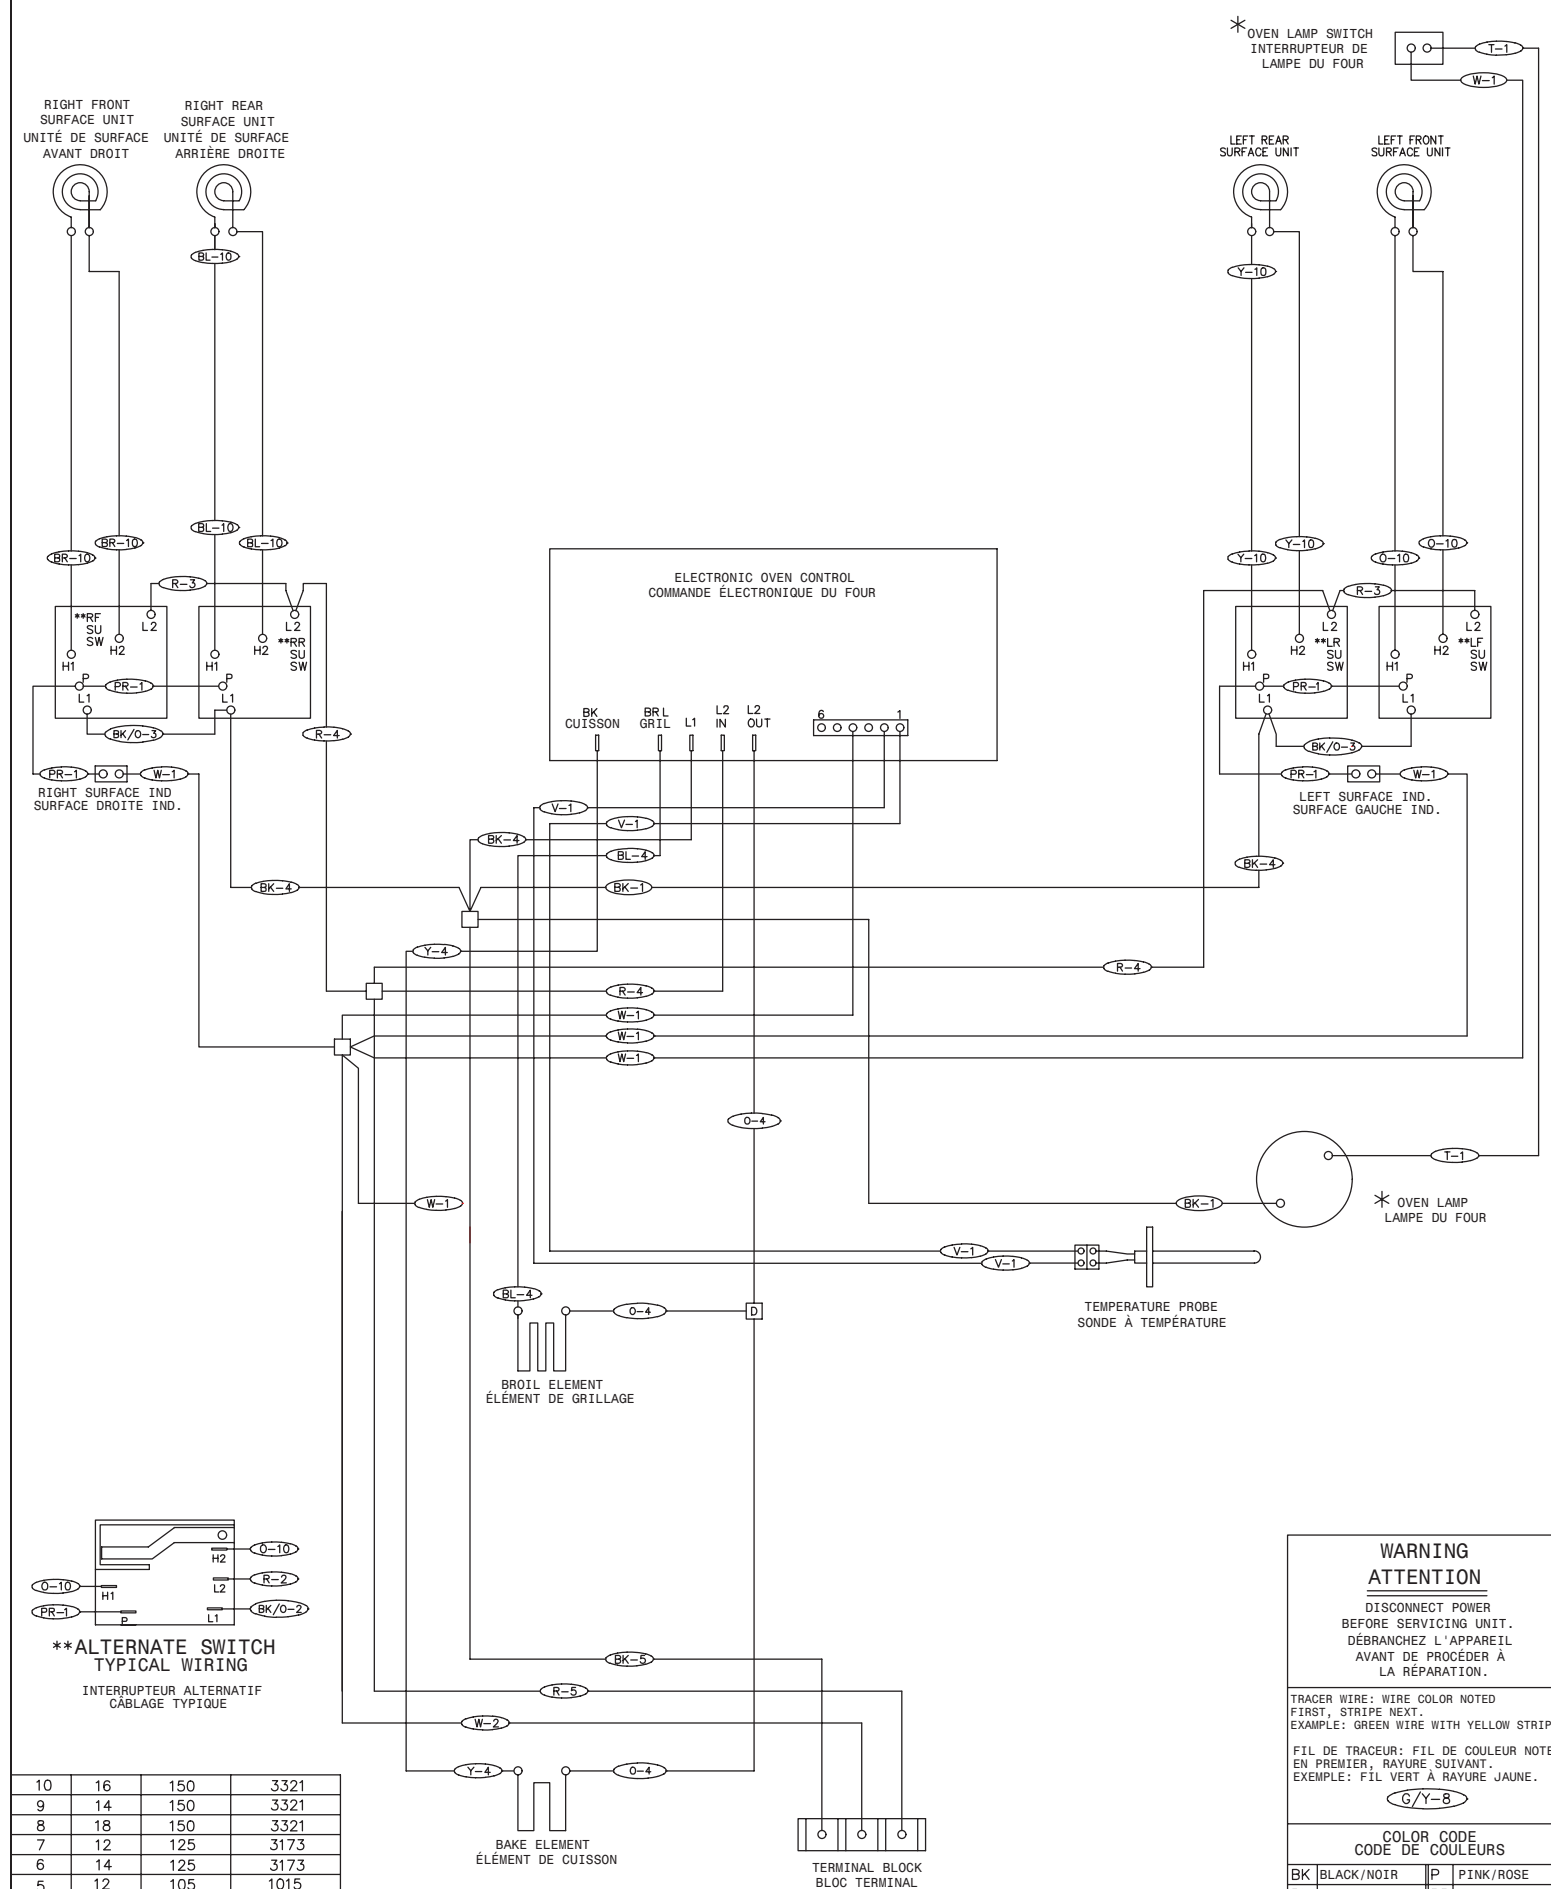 * OVEN LAMP SWITCH
INTERRUPTEUR DE
LAMPE DU FOUR
T-1
W-1
RIGHT FRONT
SURFACE UNIT
UNITÉ DE SURFACE
AVANT DROIT
RIGHT REAR
SURFACE UNIT
UNITÉ DE SURFACE
ARRIÈRE DROITE
LEFT REAR
SURFACE UNIT
LEFT FRONT
SURFACE UNIT
BL-10
Y-10
BR-10
BR-10
BL-10
BL-10
Y-10
Y-10
O-10
O-10
R-3
**RF
SU
SW
H1
H2
L2
P
L1
PR-1
BK/O-3
**RR
SU
SW
H1
H2
L2
P
L1
R-4
PR-1
W-1
RIGHT SURFACE IND
SURFACE DROITE IND.
ELECTRONIC OVEN CONTROL
COMMANDE ÉLECTRONIQUE DU FOUR
BK
CUISSON
BRL
GRIL
L1
L2
IN
L2
OUT
6
1
R-3
**LR
SU
SW
H1
H2
L2
P
L1
PR-1
BK/O-3
**LF
SU
SW
H1
H2
L2
P
L1
PR-1
W-1
LEFT SURFACE IND.
SURFACE GAUCHE IND.
V-1
V-1
BK-4
BL-4
BK-4
BK-4
BK-1
Y-4
R-4
R-4
W-1
W-1
W-1
O-4
T-1
W-1
BK-1
* OVEN LAMP
LAMPE DU FOUR
V-1
V-1
TEMPERATURE PROBE
SONDE À TEMPÉRATURE
BL-4
O-4
D
BROIL ELEMENT
ÉLÉMENT DE GRILLAGE
H2
O-10
O-10
H1
L2
R-2
PR-1
P
L1
BK/O-2
**ALTERNATE SWITCH
TYPICAL WIRING
INTERRUPTEUR ALTERNATIF
CÂBLAGE TYPIQUE
BK-5
R-5
W-2
Y-4
O-4
BAKE ELEMENT
ÉLÉMENT DE CUISSON
TERMINAL BLOCK
BLOC TERMINAL
10 16 150 3321
9 14 150 3321
8 18 150 3321
7 12 125 3173
6 14 125 3173
5 12 105 1015
WARNING
ATTENTION
DISCONNECT POWER
BEFORE SERVICING UNIT.
DÉBRANCHEZ L'APPAREIL
AVANT DE PROCÉDER À
LA RÉPARATION.
TRACER WIRE: WIRE COLOR NOTED
FIRST, STRIPE NEXT.
EXAMPLE: GREEN WIRE WITH YELLOW STRIP
FIL DE TRACEUR: FIL DE COULEUR NOTE
EN PREMIER, RAYURE SUIVANT.
EXEMPLE: FIL VERT À RAYURE JAUNE.
G/Y-8
COLOR CODE
CODE DE COULEURS
BK BLACK/NOIR P PINK/ROSE